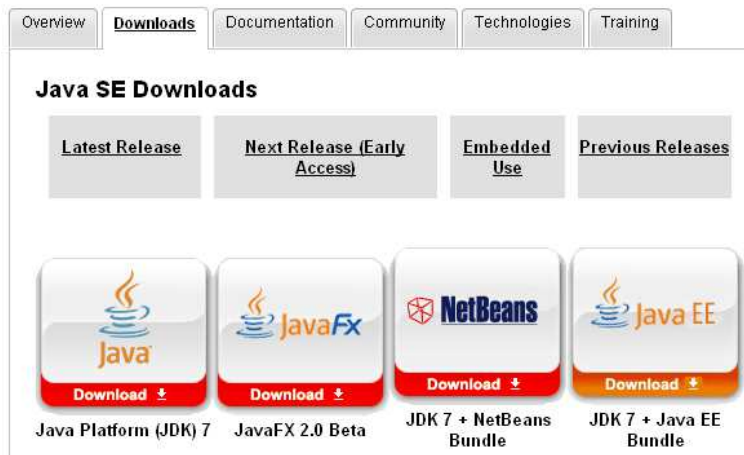 Overview Downloads Documentation Community Technologies Training
Java SE Downloads
Latest Release
Next Release (Early
Access)
Embedded
Use
Previous Releases
Java
JavaFX
NetBeans
Java EE
Download
Download
Download
Download
Java Platform (JDK) 7
JavaFX 2.0 Beta
JDK 7 + NetBeans
Bundle
JDK 7 + Java EE
Bundle